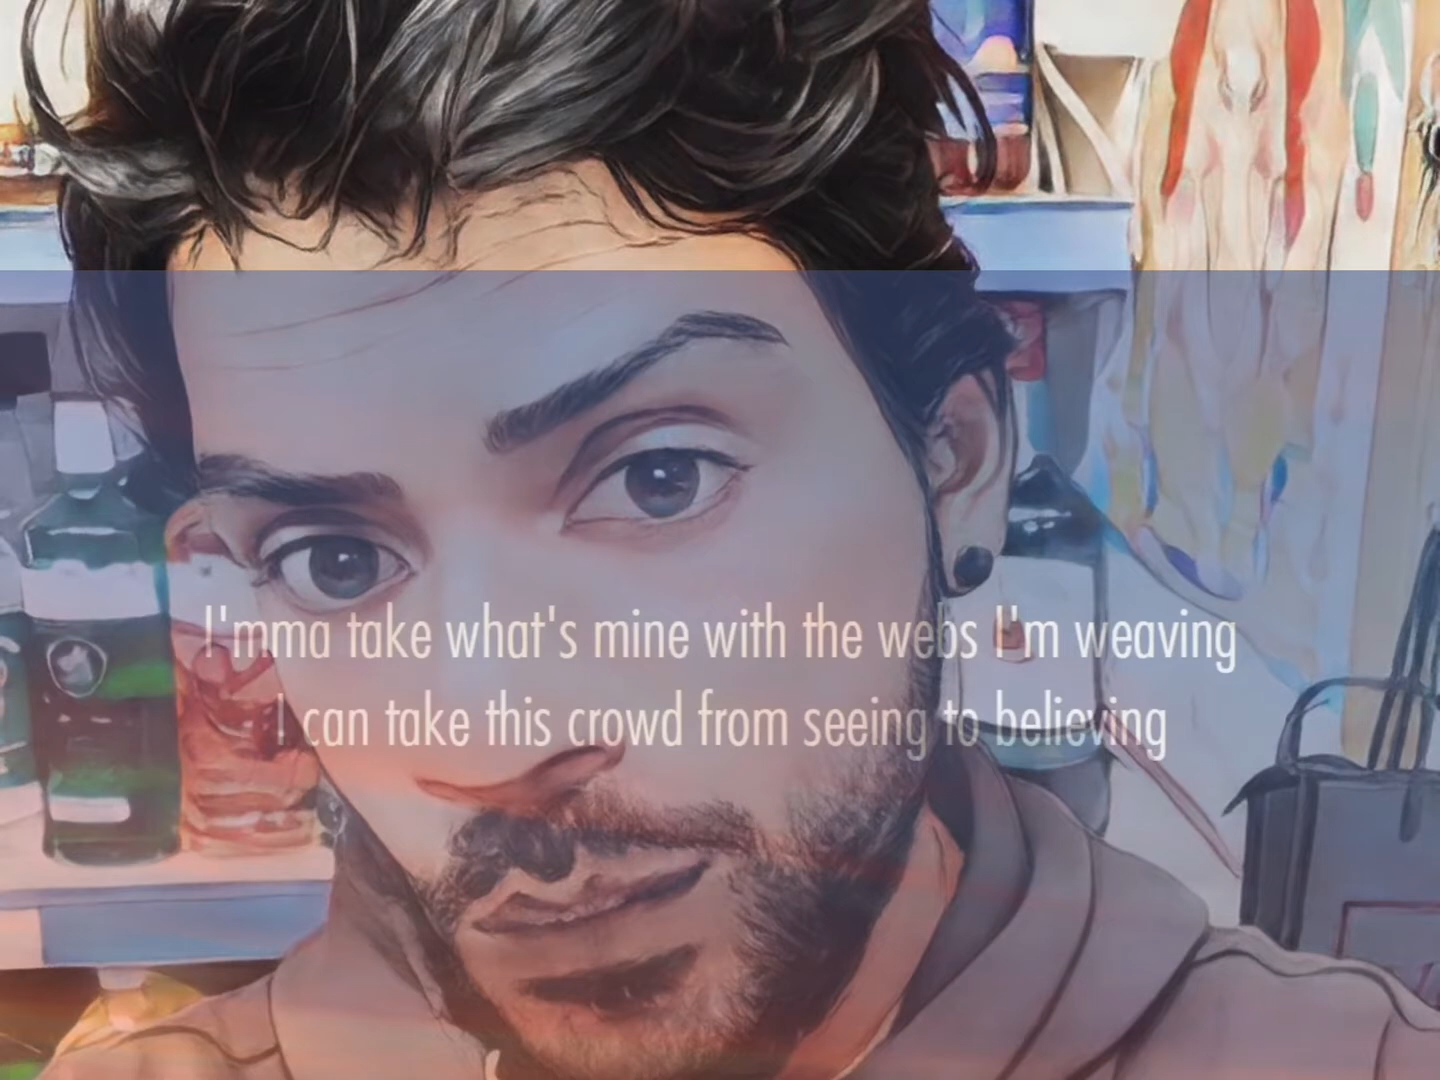 I'mma take what's mine with the webs I'm weaving
I can take this crowd from seeing to believing